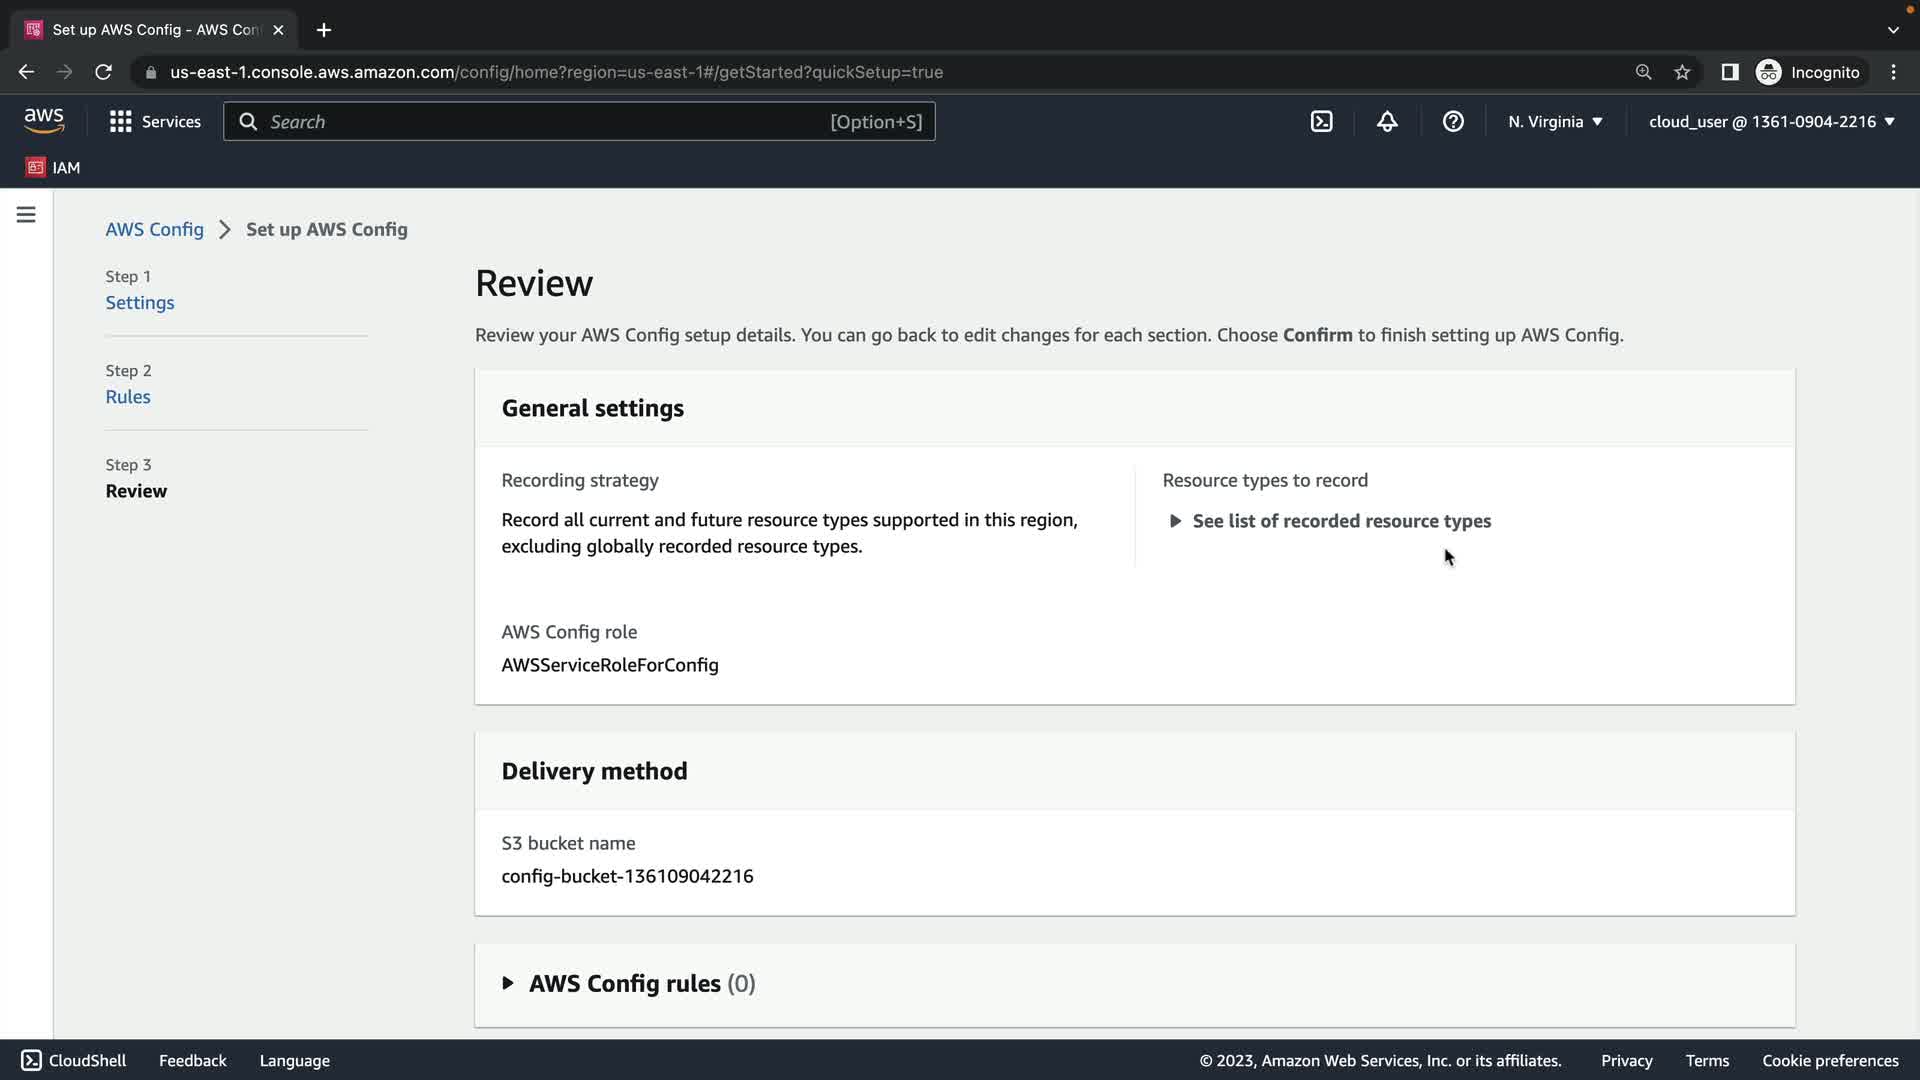 Set up AWS Config - AWS Con
us-east-1.console.aws.amazon.com/config/home?region=us-east-1#/getStarted?quickSetup=true
Incognito
aws
Services
Search
[Option+S]
N. Virginia
cloud_user @ 1361-0904-2216
IAM
AWS Config
Set up AWS Config
Step 1
Settings
Step 2
Rules
Step 3
Review
Review
Review your AWS Config setup details. You can go back to edit changes for each section. Choose Confirm to finish setting up AWS Config.
General settings
Recording strategy
Record all current and future resource types supported in this region,
excluding globally recorded resource types.
Resource types to record
See list of recorded resource types
AWS Config role
AWSServiceRoleForConfig
Delivery method
S3 bucket name
config-bucket-136109042216
AWS Config rules (0)
CloudShell
Feedback
Language
© 2023, Amazon Web Services, Inc. or its affiliates.
Privacy
Terms
Cookie preferences